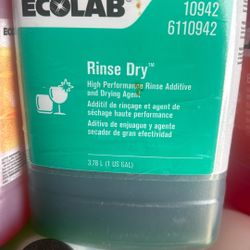 ECOLAB
10942
6110942
Rinse Dry™
High Performance Rinse Additive
and Drying Agent
Additif de rinçage et agent de
séchage haute performance
Aditivo de enjuague y agente
secador de gran efectividad
3.78 L (1 US GAL)